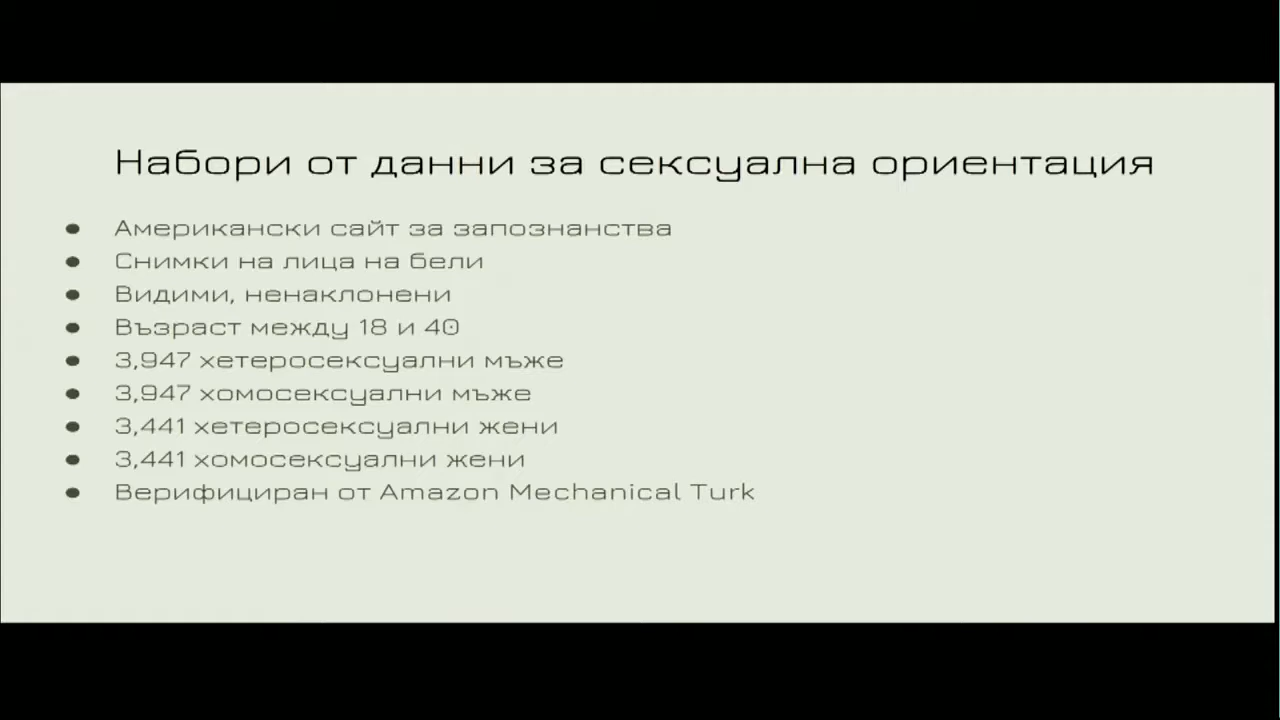 Набори от данни за сексуална ориентация
● Американски сайт за запознанства
● Снимки на лица на бели
● Видими, ненаклонени
● Възраст между 18 и 40
● 3,947 хетеросексуални мъже
● 3,947 хомосексуални мъже
● 3,441 хетеросексуални жени
● 3,441 хомосексуални жени
● Верифициран от Amazon Mechanical Turk